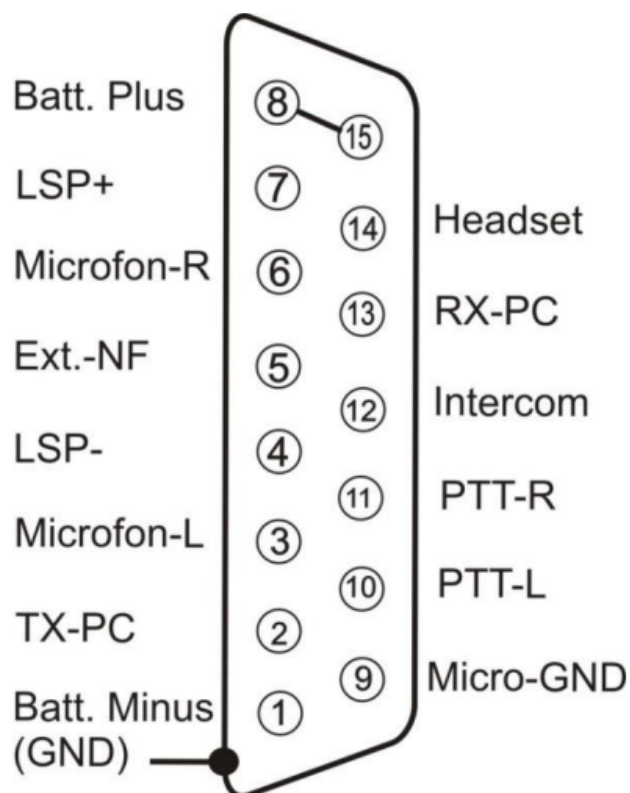 Batt. Plus
8
15
LSP+
7
14
Headset
Microfon-R
6
13
RX-PC
Ext.-NF
5
12
Intercom
LSP-
4
11
PTT-R
Microfon-L
3
10
PTT-L
TX-PC
2
9
Micro-GND
Batt. Minus
(GND)
1